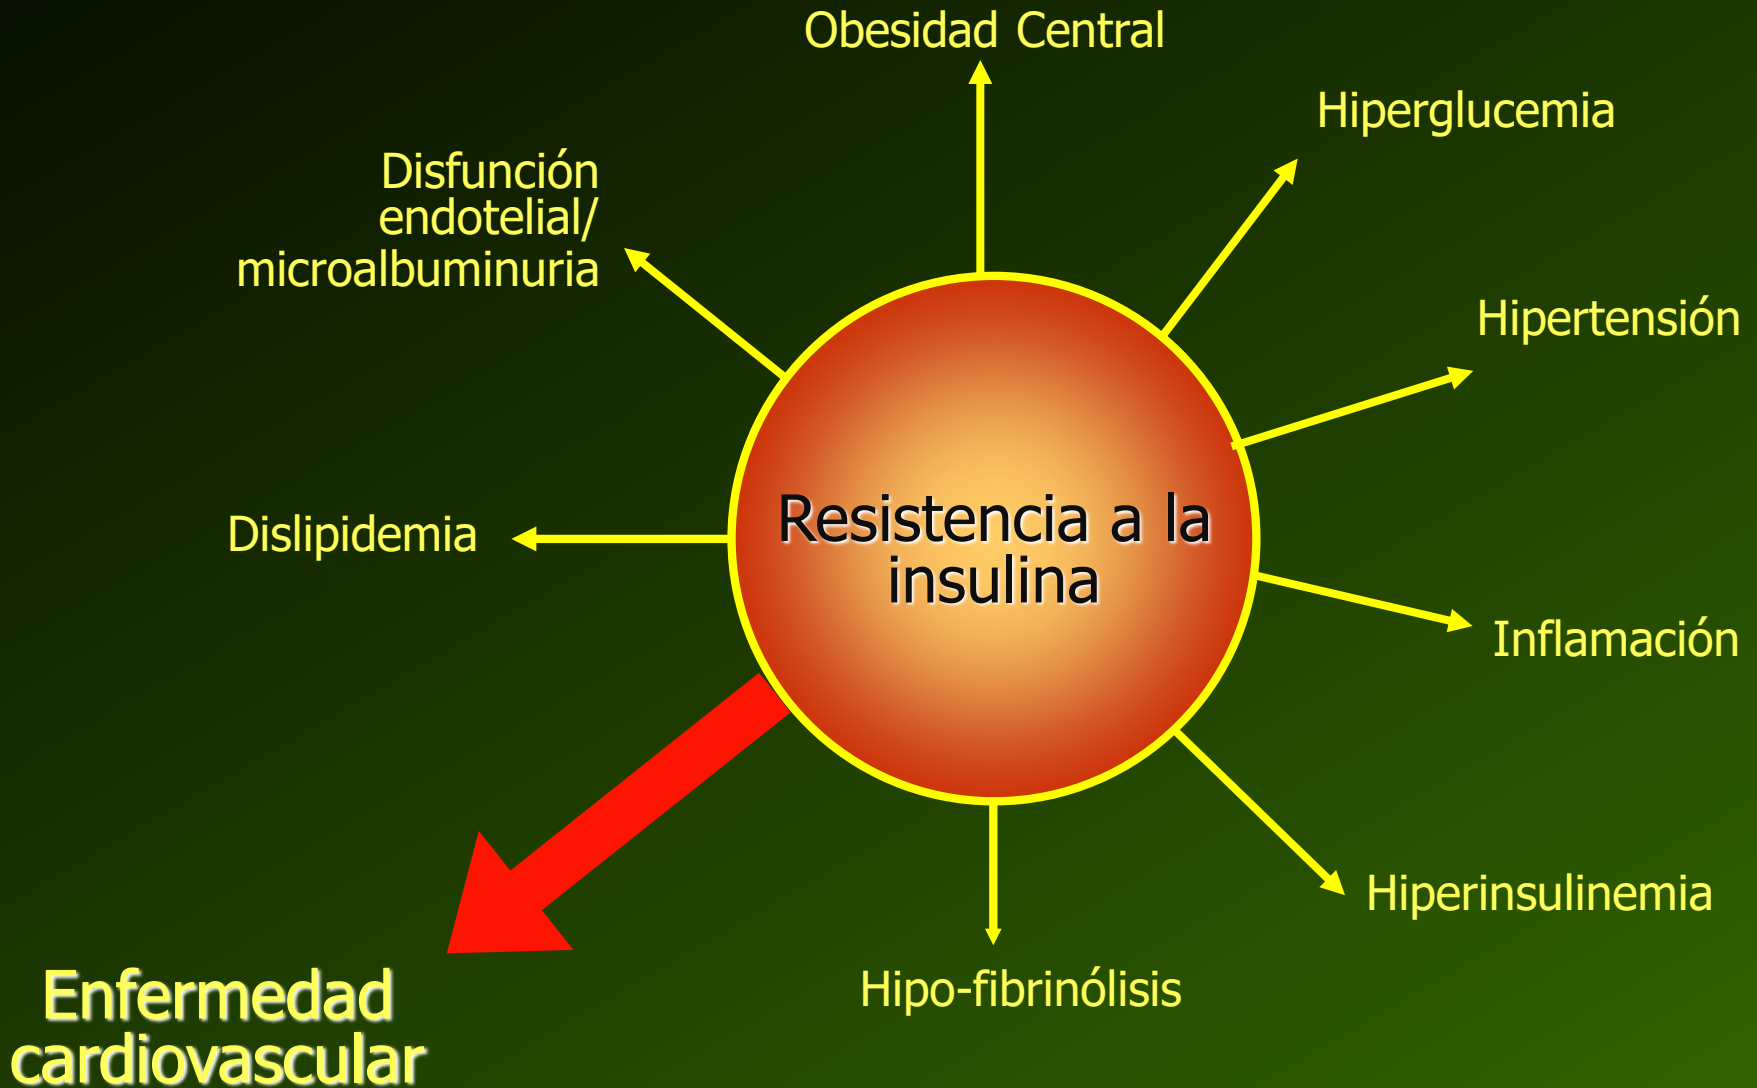 Obesidad Central
Hiperglucemia
Disfunción
endotelial/
microalbuminuria
Hipertensión
Resistencia a la
insulina
Dislipidemia
Inflamación
Hiperinsulinemia
Hipo-fibrinólisis
Enfermedad
cardiovascular